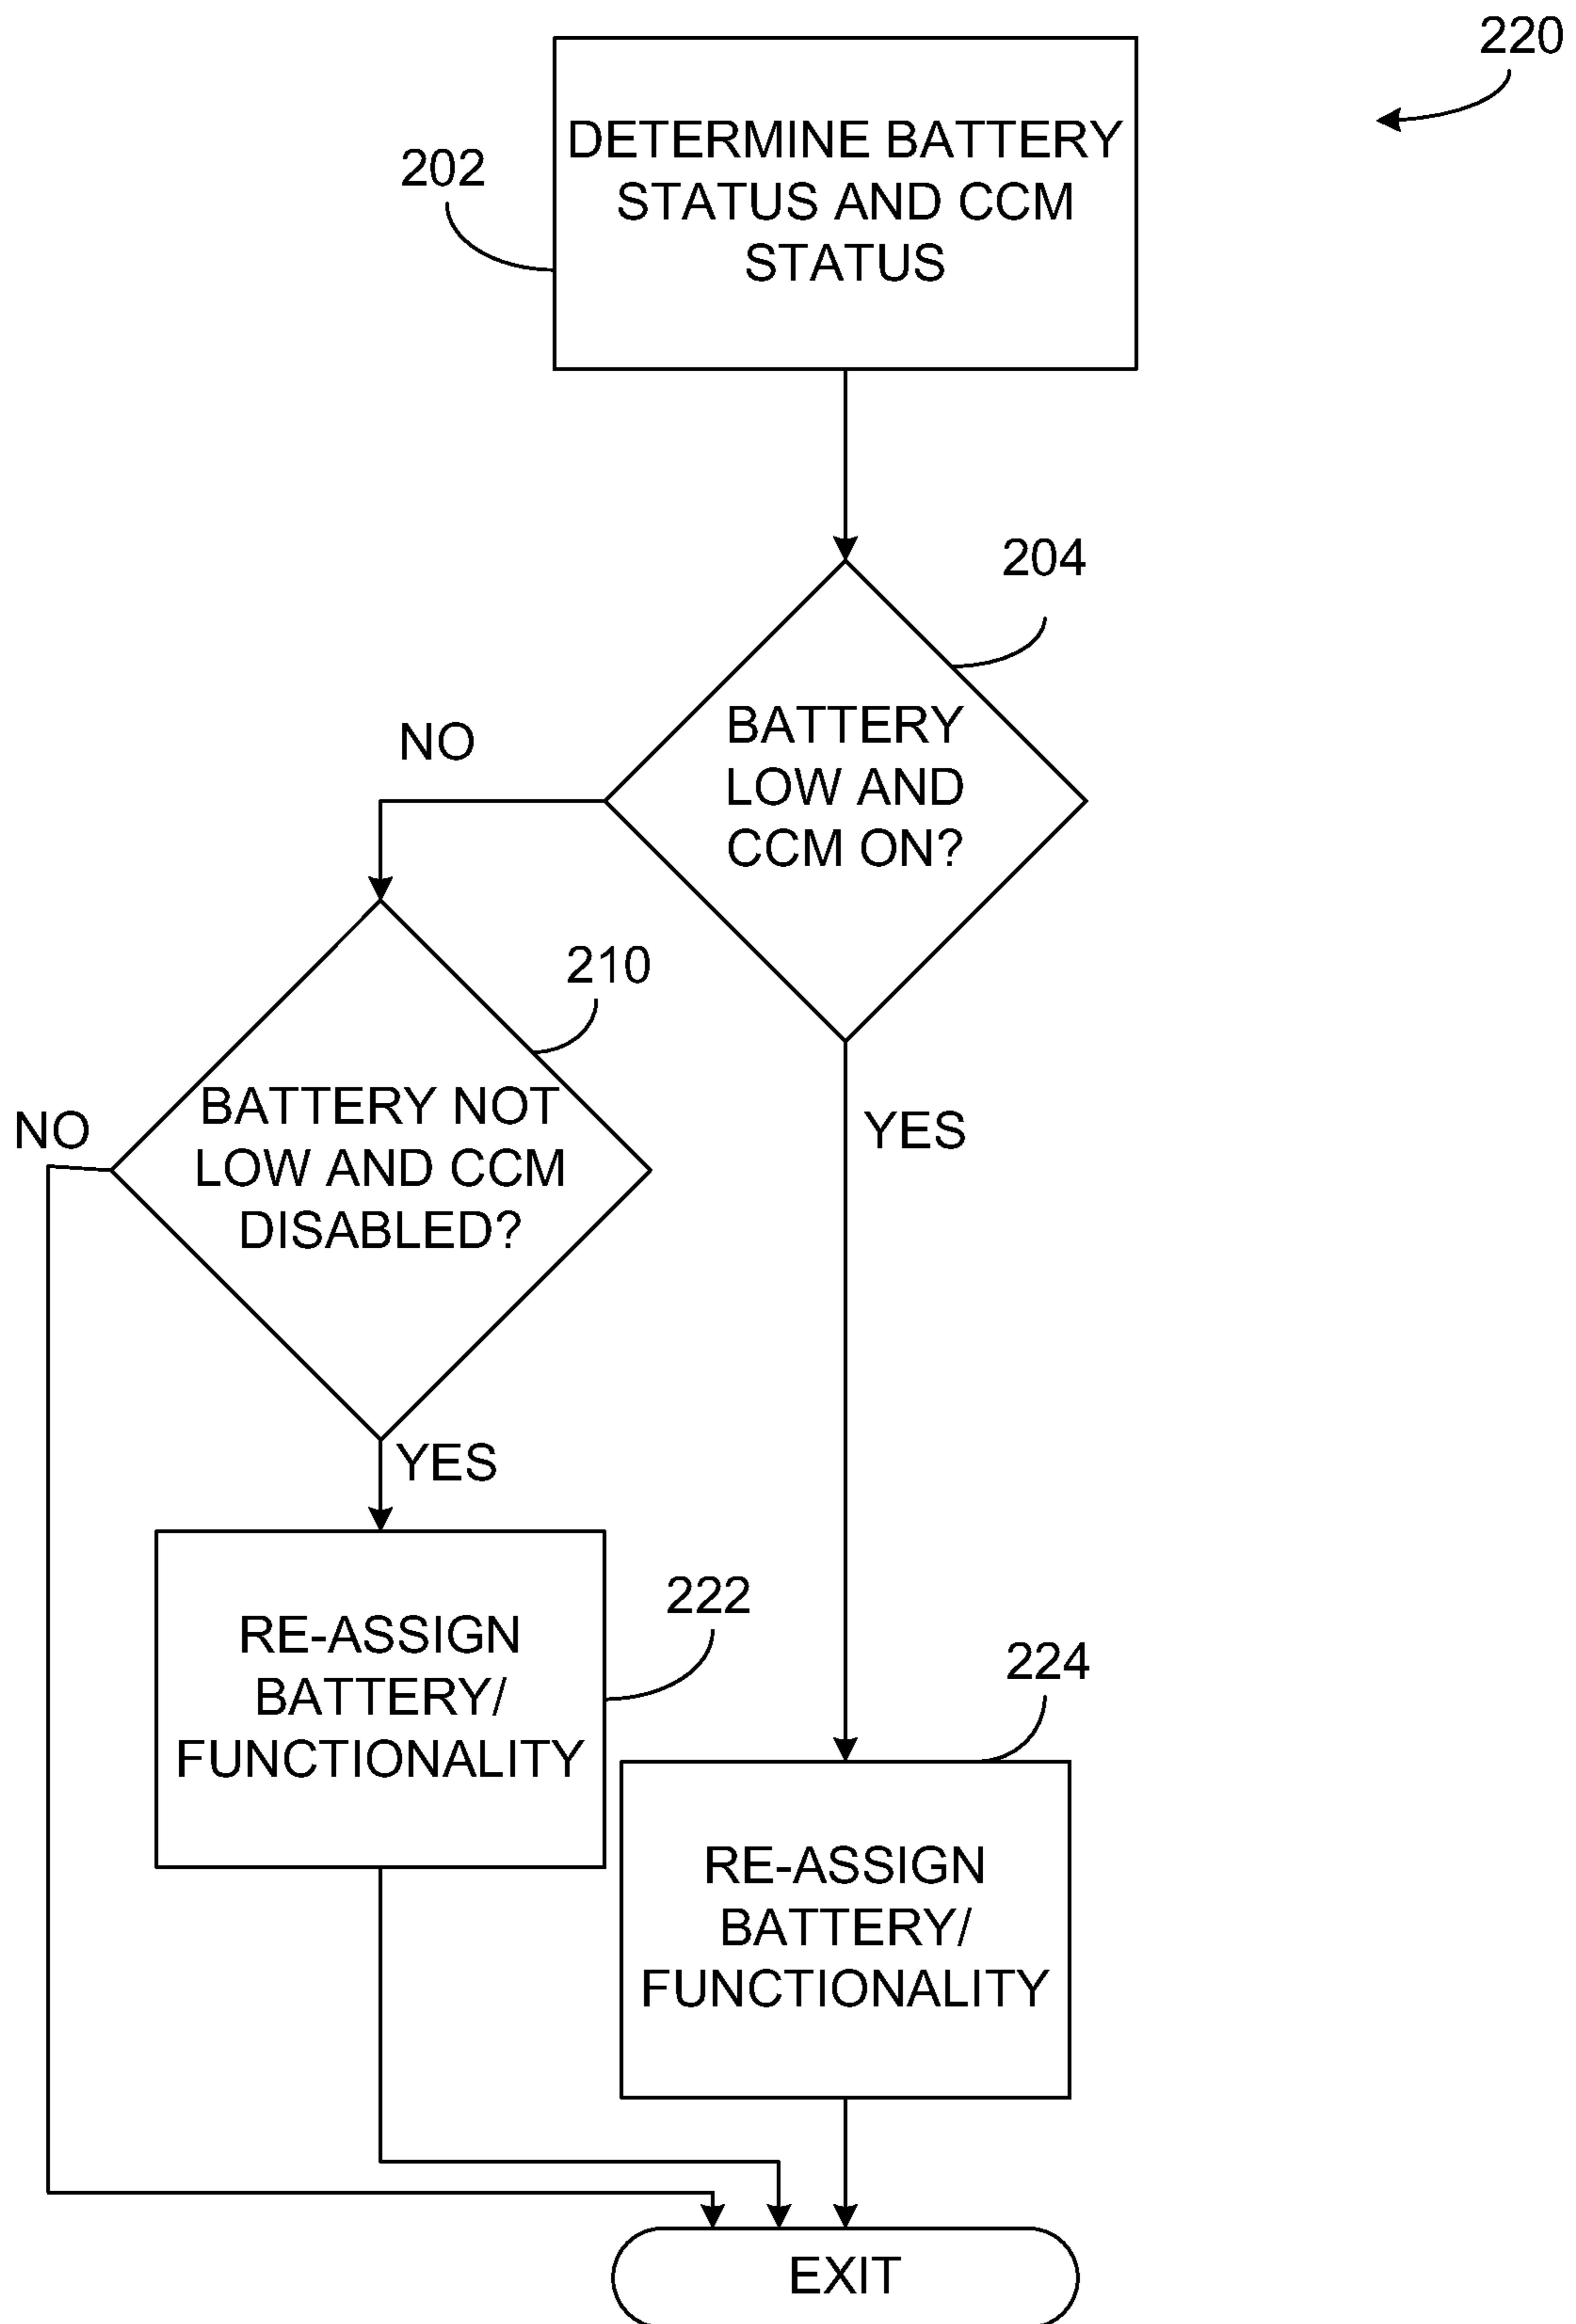 220
202
DETERMINE BATTERY
STATUS AND CCM
STATUS
204
BATTERY
LOW AND
CCM ON?
NO
210
BATTERY NOT
LOW AND CCM
DISABLED?
NO
YES
YES
222
RE-ASSIGN
BATTERY/
FUNCTIONALITY
224
RE-ASSIGN
BATTERY/
FUNCTIONALITY
EXIT